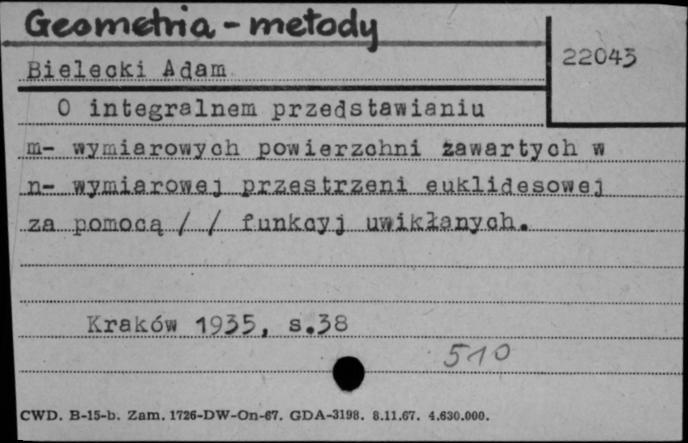 Geometria - metody
22043
Bielecki Adam
O integralnem przedstawianiu
m- wymiarowych powierzchni zawartych w
n- wymiarowej przestrzeni euklidesowej
za pomocą / / funkcyj uwikłanych.
Kraków 1935, s.38
510
CWD. B-15-b. Zam. 1726-DW-On-67. GDA-3198. 8.11.67. 4.630.000.